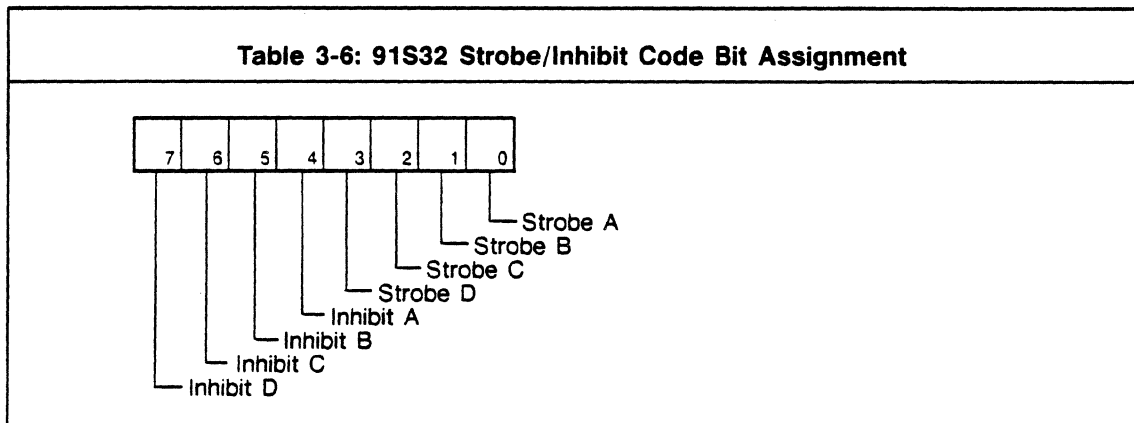 Table 3-6: 91S32 Strobe/Inhibit Code Bit Assignment
7 6 5 4 3 2 1 0
Strobe A
Strobe B
Strobe C
Strobe D
Inhibit A
Inhibit B
Inhibit C
Inhibit D